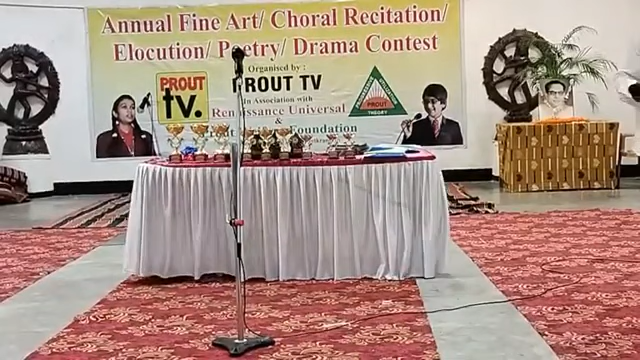 Annual Fine Art/ Choral Recitation/
Elocution/ Poetry/ Drama Contest
Organised by
PROUT TV
PROUT
tv.
In Association with
Renaissance Universal
&
Foundation
PROUT
THEORY